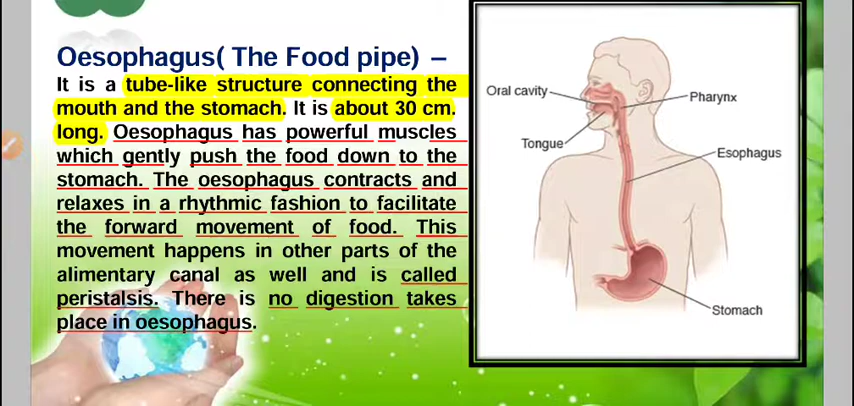 Oesophagus( The Food pipe) –
It is a tube-like structure connecting the
mouth and the stomach. It is about 30 cm.
long. Oesophagus has powerful muscles
which gently push the food down to the
stomach. The oesophagus contracts and
relaxes in a rhythmic fashion to facilitate
the forward movement of food. This
movement happens in other parts of the
alimentary canal as well and is called
peristalsis. There is no digestion takes
place in oesophagus.
Oral cavity
Pharynx
Tongue
Esophagus
Stomach